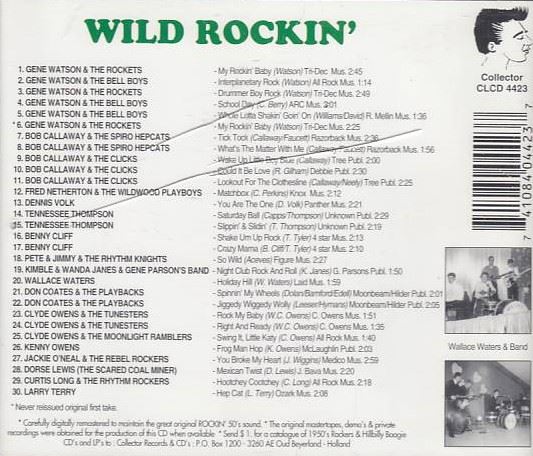 WILD ROCKIN'
Collector
CLCD 4423
1. GENE WATSON & THE ROCKETS - My Rockin' Baby (Watson) Tri-Dec Mus. 2:45
2. GENE WATSON & THE BELL BOYS - Interplanetary Rock (Watson) All Rock Mus. 1:14
3. GENE WATSON & THE ROCKETS - Drummer Boy Rock (Watson) Tri-Dec Mus. 2:49
4. GENE WATSON & THE BELL BOYS - School Day (C. Berry) ARC Mus. 3:01
5. GENE WATSON & THE BELL BOYS - Whole Lotta Shakin' Goin' On (Williams/David) R. Mellin Mus. 1:36
* 6. GENE WATSON & THE ROCKETS - My Rockin' Baby (Watson) Tri-Dec Mus. 2:25
7. BOB CALLAWAY & THE SPIRO HEPCATS - Tick Tock (Callaway/Faucett) Razorback Mus. 2:36
8. BOB CALLAWAY & THE SPIRO HEPCATS - What's The Matter With Me (Callaway/Faucett) Razorback Mus. 1:56
9. BOB CALLAWAY & THE CLICKS - Wake Up Little Boy Blue (Callaway) Tree Publ. 2:00
10. BOB CALLAWAY & THE CLICKS - Could It Be Love (R. Gilham) Debbie Publ. 2:30
11. BOB CALLAWAY & THE CLICKS - Lookout For The Clothesline (Callaway/Neely) Tree Publ. 2:25
12. FRED NETHERTON & THE WILDWOOD PLAYBOYS - Matchbox (C. Perkins) Knox Mus. 2:12
13. DENNIS VOLK - You Are The One (D. Volk) Panther Mus. 2:21
14. TENNESSEE THOMPSON - Saturday Ball (Capps/Thompson) Unknown Publ. 2:29
15. TENNESSEE THOMPSON - Slippin' & Slidin' (T. Thompson) Unknown Publ. 2:29
16. BENNY CLIFF - Shake Um Up Rock (T. Tyler) 4 star Mus. 2:19
17. BENNY CLIFF - Crazy Mama (B. Cliff/T. Tyler) 4 star Mus. 2:13
18. PETE & JIMMY & THE RHYTHM KNIGHTS - So Wild (Aceves) Figure Mus. 2:27
19. KIMBLE & WANDA JANES & GENE PARSON'S BAND - Night Club Rock And Roll (K. Janes) G. Parsons Publ. 1:50
20. WALLACE WATERS - Holiday Hill (W. Waters) Laid Mus. 1:59
21. DON COATES & THE PLAYBACKS - Spinnin' My Wheels (Dolan/Bamford/Edell) Moonbeam/Hilder Publ. 2:01
22. DON COATES & THE PLAYBACKS - Jiggedy Wiggedy Wolly (Leeser/Hymans) Moonbeam/Hilder Publ. 2:05
23. CLYDE OWENS & THE TUNESTERS - Rock My Baby (W.C. Owens) C. Owens Mus. 1:51
24. CLYDE OWENS & THE TUNESTERS - Right And Ready (W.C. Owens) C. Owens Mus. 1:35
25. CLYDE OWENS & THE MOONLIGHT RAMBLERS - Swing It, Little Katy (C. Owens) All Rock Mus. 1:40
26. KENNY OWENS - Frog Man Hop (K. Owens) McLaughlin Publ. 2:03
27. JACKIE O'NEAL & THE REBEL ROCKERS - You Broke My Heart (J. Wiggins) Medico Mus. 2:59
28. DORSE LEWIS (THE SCARED COAL MINER) - Mexican Twist (D. Lewis) J. Bava Mus. 2:20
29. CURTIS LONG & THE RHYTHM ROCKERS - Hootchey Cootchey (C. Long) All Rock Mus. 2:18
30. LARRY TERRY - Hep Cat (L. Terry) Ozark Mus. 2:08
7 41084 04423 7
Wallace Waters & Band
* Never reissued original first take.
* Carefully digitally remastered to maintain the great original ROCKIN' 50's sound. * The original mastertapes, demo's & private
recordings were obtained for the production of this CD when available. * Send $ 1.- for a catalogue of 1950's Rockers & Hillbilly Boogie
CD's and LP's to : Collector Records & CD's : P.O. Box 1200 - 3260 AE Oud Beyerland - Holland